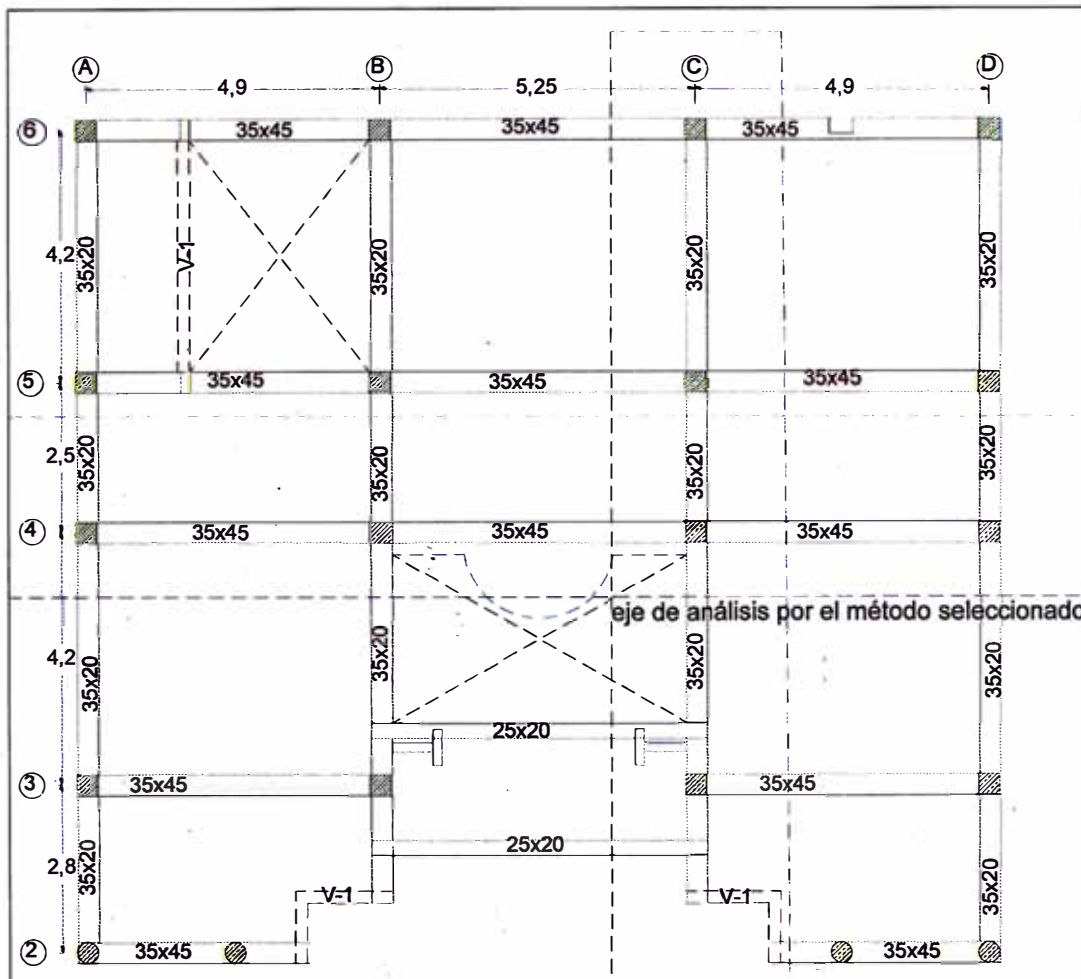 A B C D
4,9 5,25 4,9
6 35x45 35x45 35x45
4,2 35x20 V-1 35x20 35x20 35x20
5 35x45 35x45 35x45
2,5 35x20 35x20 35x20 35x20
4 35x45 35x45 35x45
eje de análisis por el método seleccionado
4,2 35x20 35x20 35x20 35x20
25x20
3 35x45 35x45
25x20
2,8 35x20 35x20
V-1 V-1
2 35x45 35x45